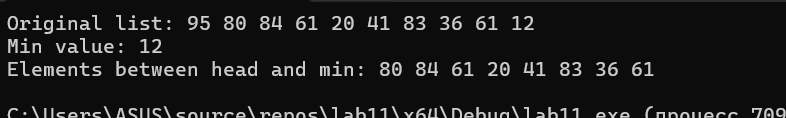 Original list: 95 80 84 61 20 41 83 36 61 12
Min value: 12
Elements between head and min: 80 84 61 20 41 83 36 61
C:\Users\ASUS\source\repos\lab11\x64\Debug\lab11.exe (процесс 709